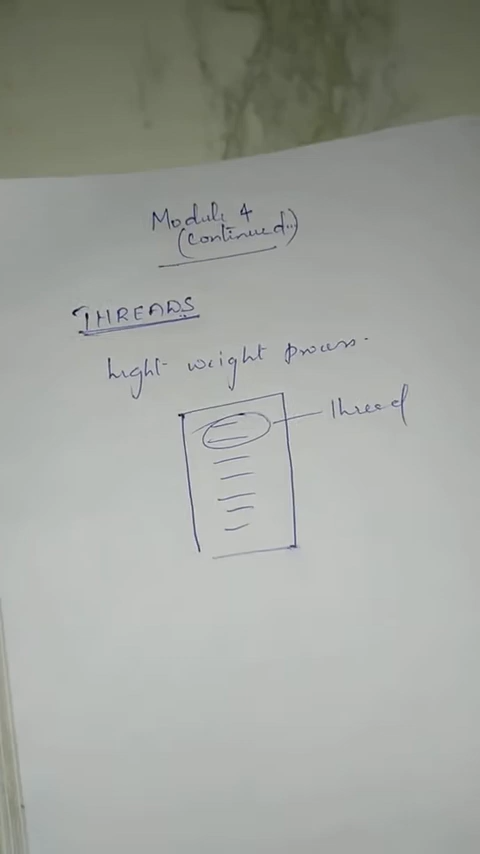 Module 4
(Continued...)
THREADS
light weight process.
Thread